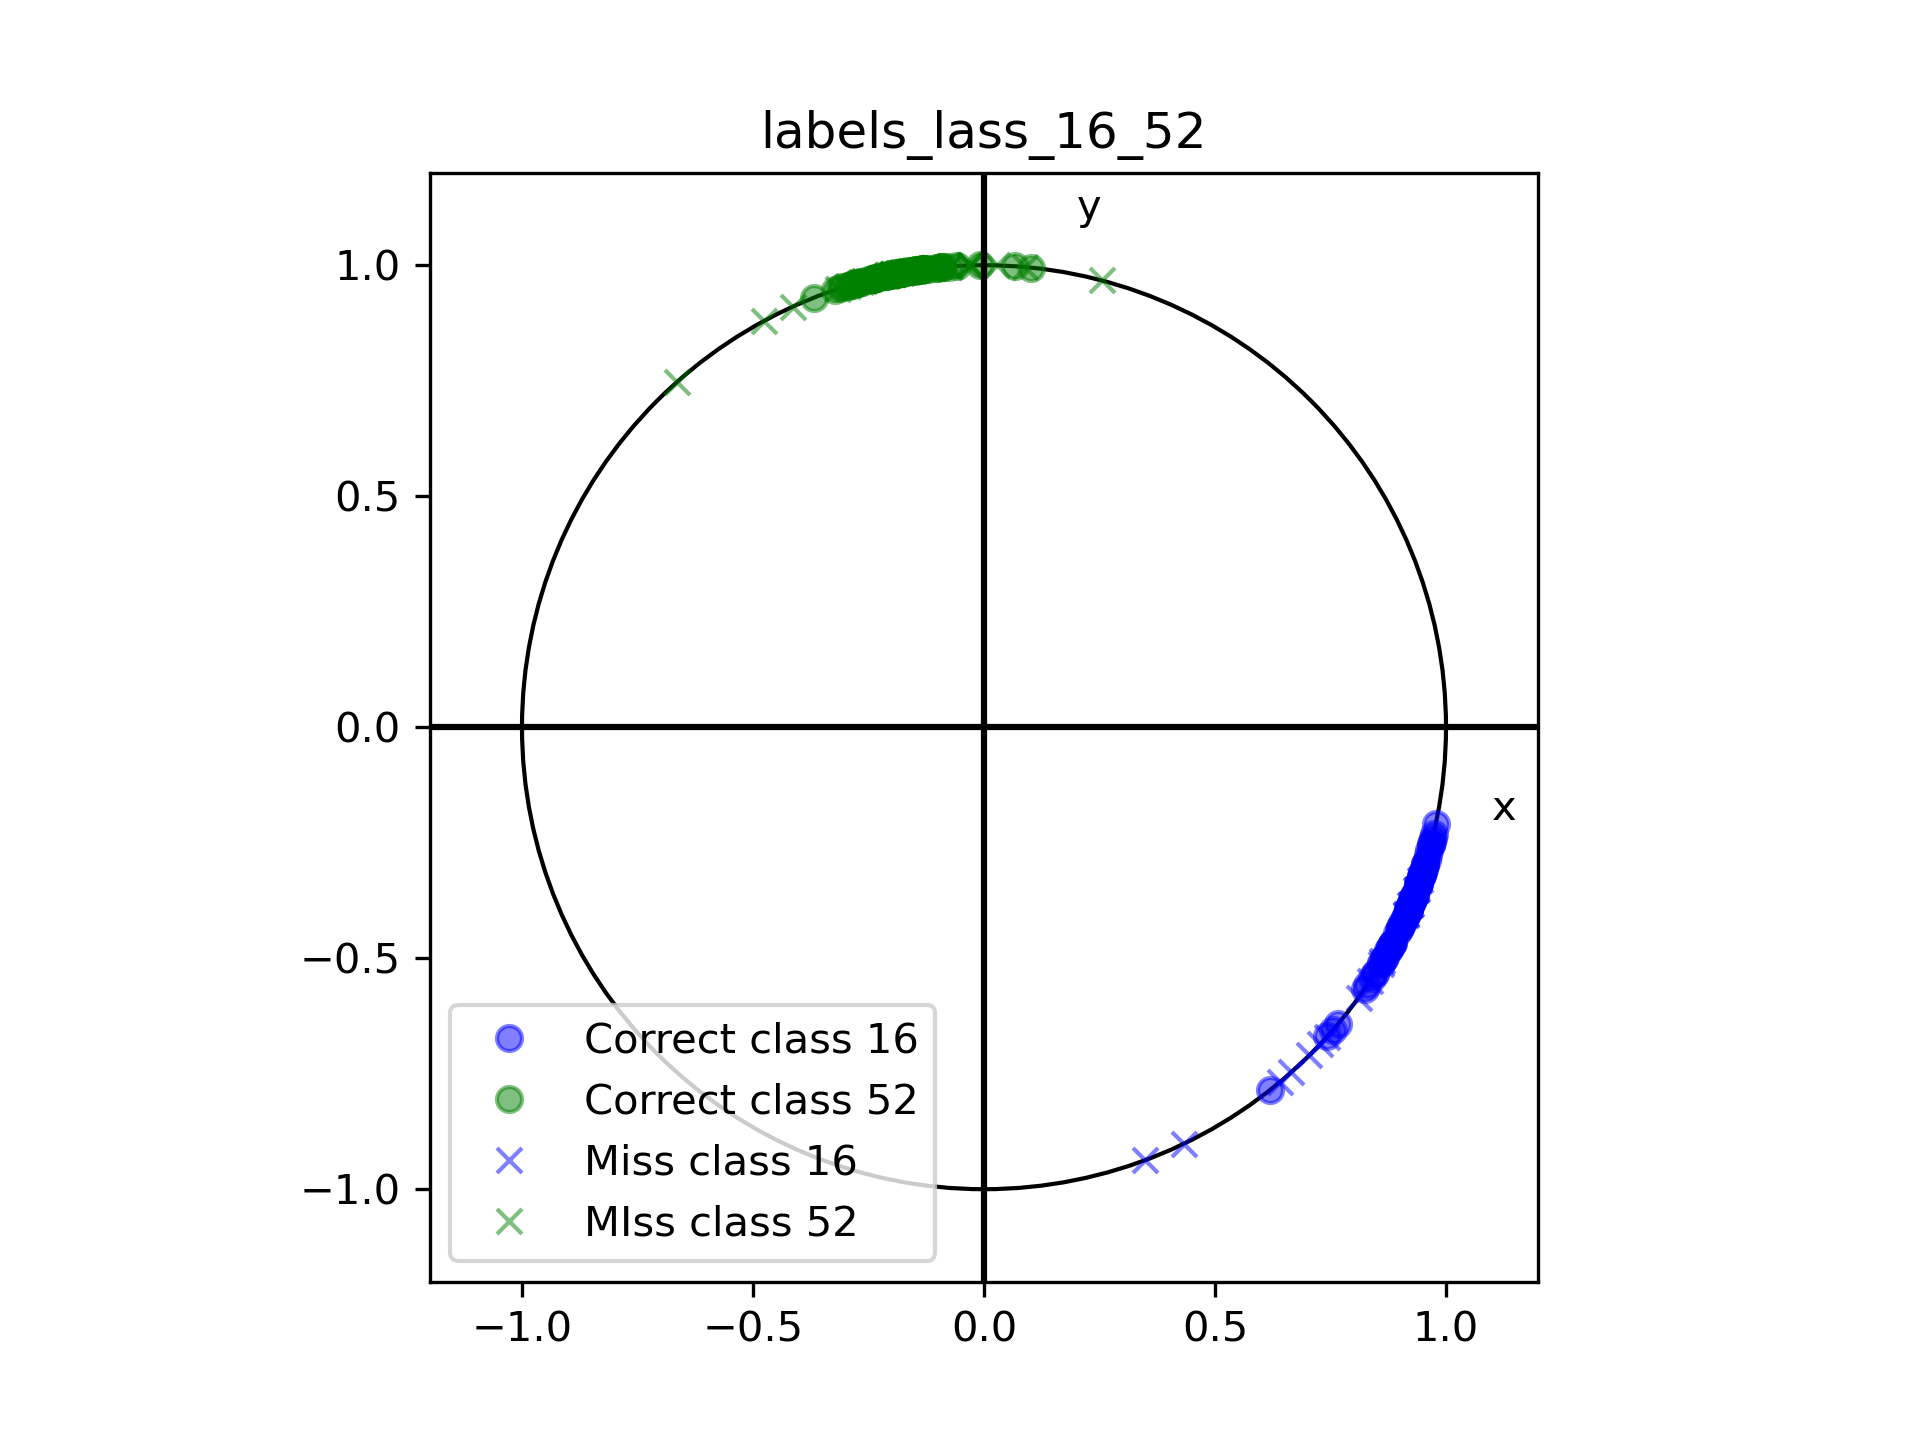 labels_lass_16_52
y
1.0
0.5
0.0
x
−0.5
−1.0
Correct class 16
Correct class 52
Miss class 16
MIss class 52
−1.0 −0.5 0.0 0.5 1.0